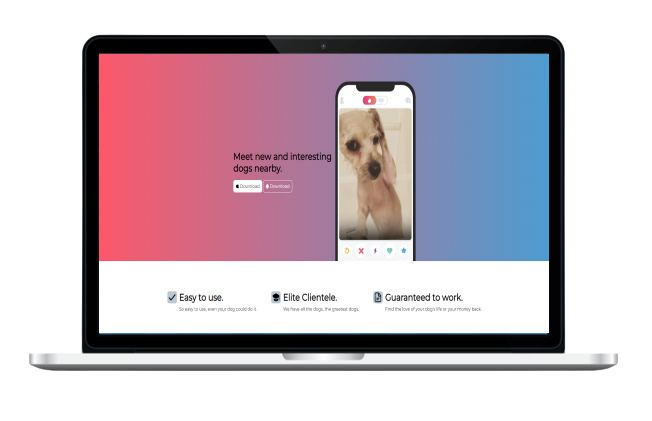 Meet new and interesting
dogs nearby.
Download
Download
Easy to use.
So easy to use, even your dog could do it.
Elite Clientele.
We have all the dogs, the greatest dogs.
Guaranteed to work.
Find the love of your dog's life or your money back.